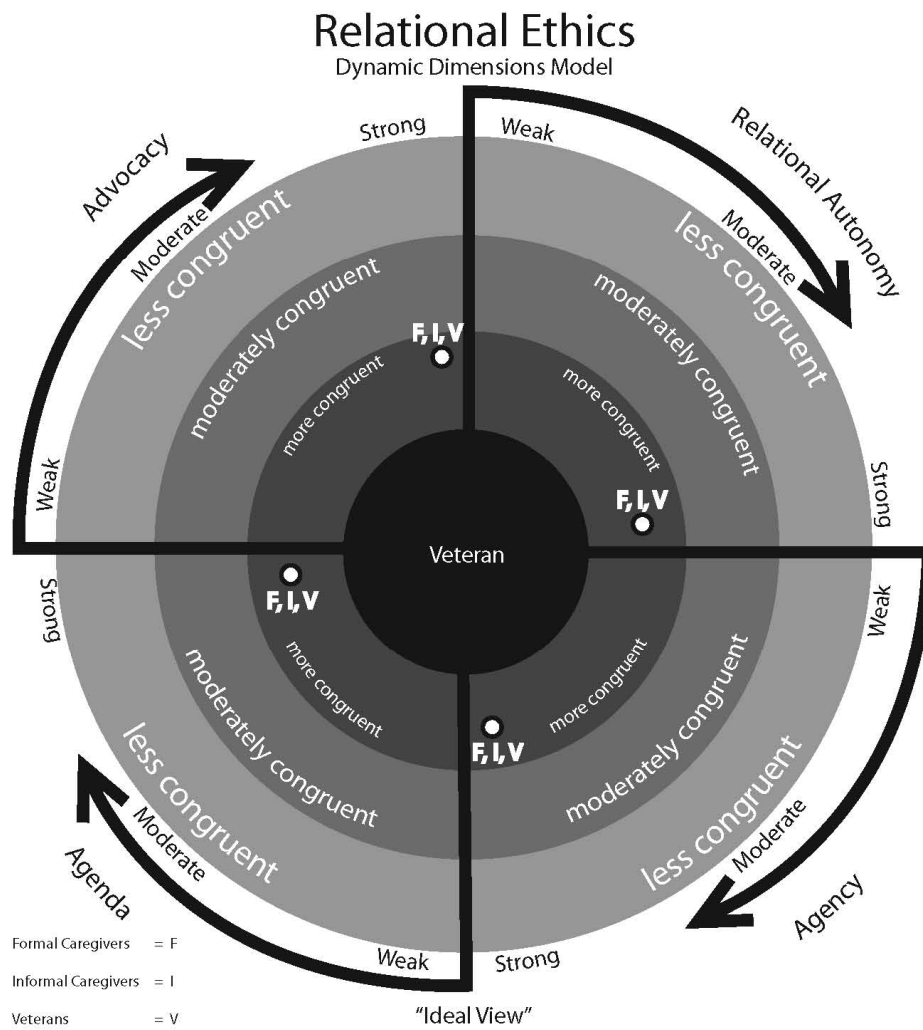 Relational Ethics
Dynamic Dimensions Model
Advocacy
Weak
Moderate
Strong
less congruent
moderately congruent
more congruent
F, I, V
Relational Autonomy
Weak
Moderate
Strong
less congruent
moderately congruent
more congruent
F, I, V
Veteran
Agenda
Weak
Moderate
Strong
less congruent
moderately congruent
more congruent
F, I, V
Agency
Weak
Moderate
Strong
less congruent
moderately congruent
more congruent
F, I, V
Formal Caregivers = F
Informal Caregivers = I
Veterans = V
"Ideal View"